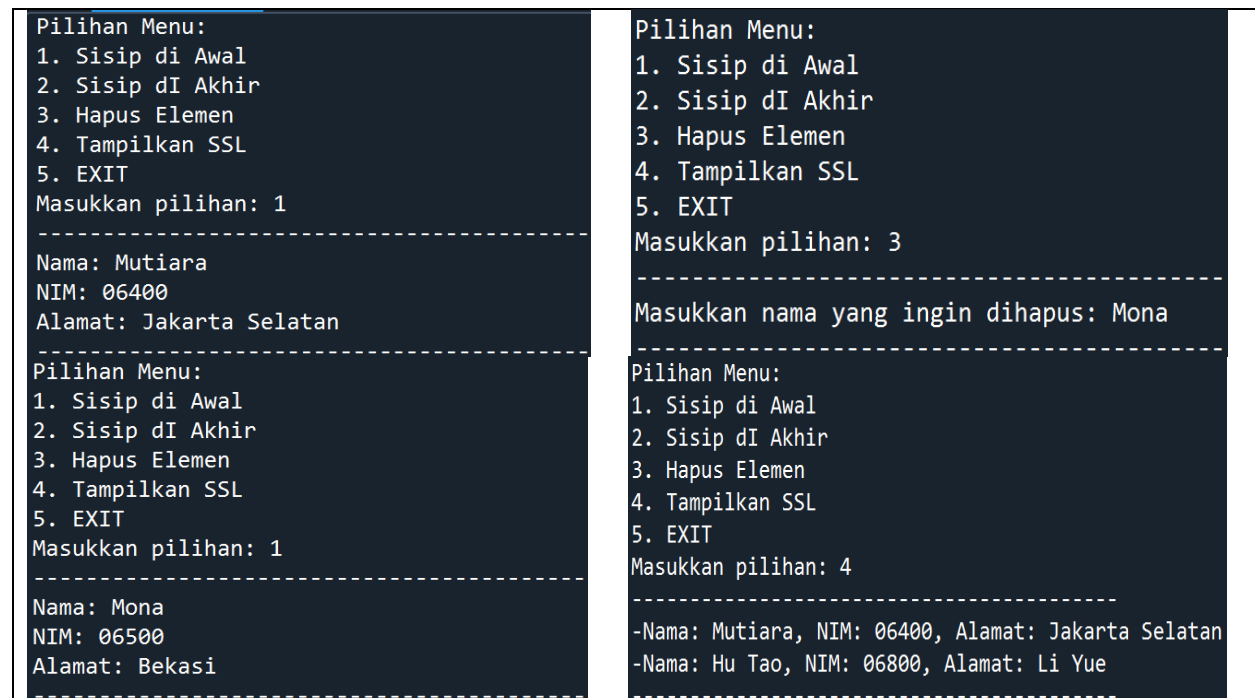 Pilihan Menu:
1. Sisip di Awal
2. Sisip dI Akhir
3. Hapus Elemen
4. Tampilkan SSL
5. EXIT
Masukkan pilihan: 1
------------------------------------------
Nama: Mutiara
NIM: 06400
Alamat: Jakarta Selatan
------------------------------------------
Pilihan Menu:
1. Sisip di Awal
2. Sisip dI Akhir
3. Hapus Elemen
4. Tampilkan SSL
5. EXIT
Masukkan pilihan: 1
------------------------------------------
Nama: Mona
NIM: 06500
Alamat: Bekasi
------------------------------------------
Pilihan Menu:
1. Sisip di Awal
2. Sisip dI Akhir
3. Hapus Elemen
4. Tampilkan SSL
5. EXIT
Masukkan pilihan: 3
------------------------------------------
Masukkan nama yang ingin dihapus: Mona
------------------------------------------
Pilihan Menu:
1. Sisip di Awal
2. Sisip dI Akhir
3. Hapus Elemen
4. Tampilkan SSL
5. EXIT
Masukkan pilihan: 4
------------------------------------------
-Nama: Mutiara, NIM: 06400, Alamat: Jakarta Selatan
-Nama: Hu Tao, NIM: 06800, Alamat: Li Yue
------------------------------------------